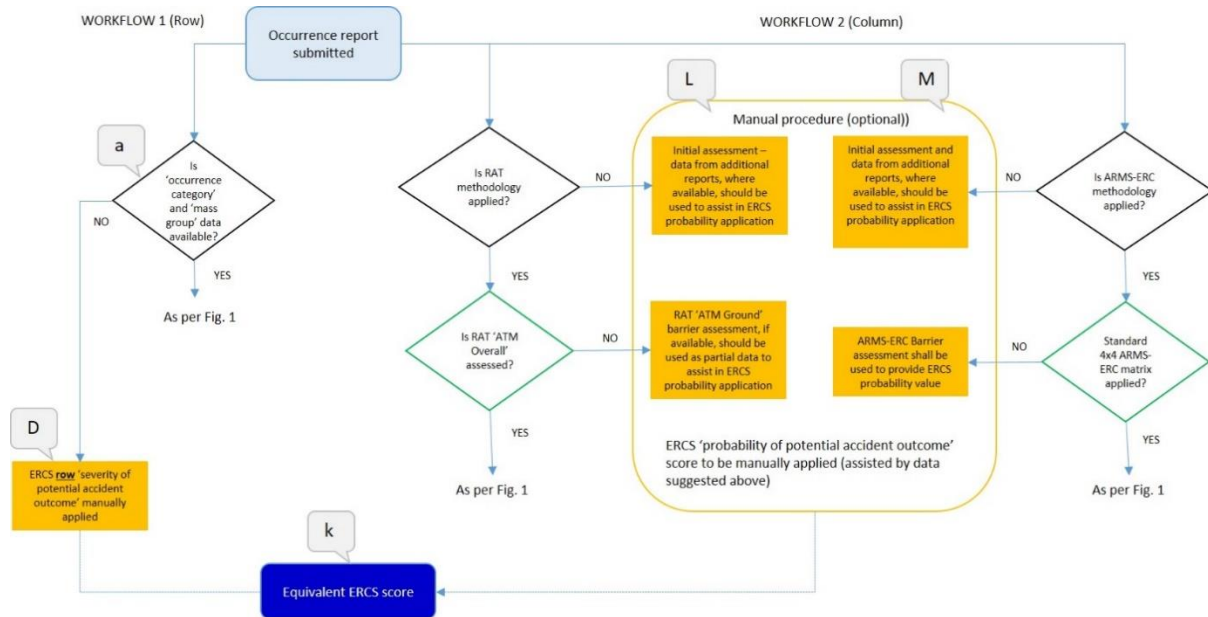 WORKFLOW 1 (Row)
Occurrence report
submitted
WORKFLOW 2 (Column)
a
Is
'occurrence
category'
and 'mass
group' data
available?
NO
YES
As per Fig. 1
D
ERCS row 'severity of
potential accident
outcome' manually
applied
k
Equivalent ERCS score
Is RAT
methodology
applied?
NO
YES
Is RAT 'ATM
Overall'
assessed?
NO
YES
As per Fig. 1
L
M
Manual procedure (optional))
Initial assessment –
data from additional
reports, where
available, should be
used to assist in ERCS
probability application
Initial assessment and
data from additional
reports, where
available, should be
used to assist in ERCS
probability application
RAT 'ATM Ground'
barrier assessment, if
available, should be
used as partial data to
assist in ERCS
probability application
ARMS-ERC Barrier
assessment shall be
used to provide ERCS
probability value
ERCS 'probability of potential accident outcome'
score to be manually applied (assisted by data
suggested above)
NO
Is ARMS-ERC
methodology
applied?
YES
NO
Standard
4x4 ARMS-
ERC matrix
applied?
YES
As per Fig. 1